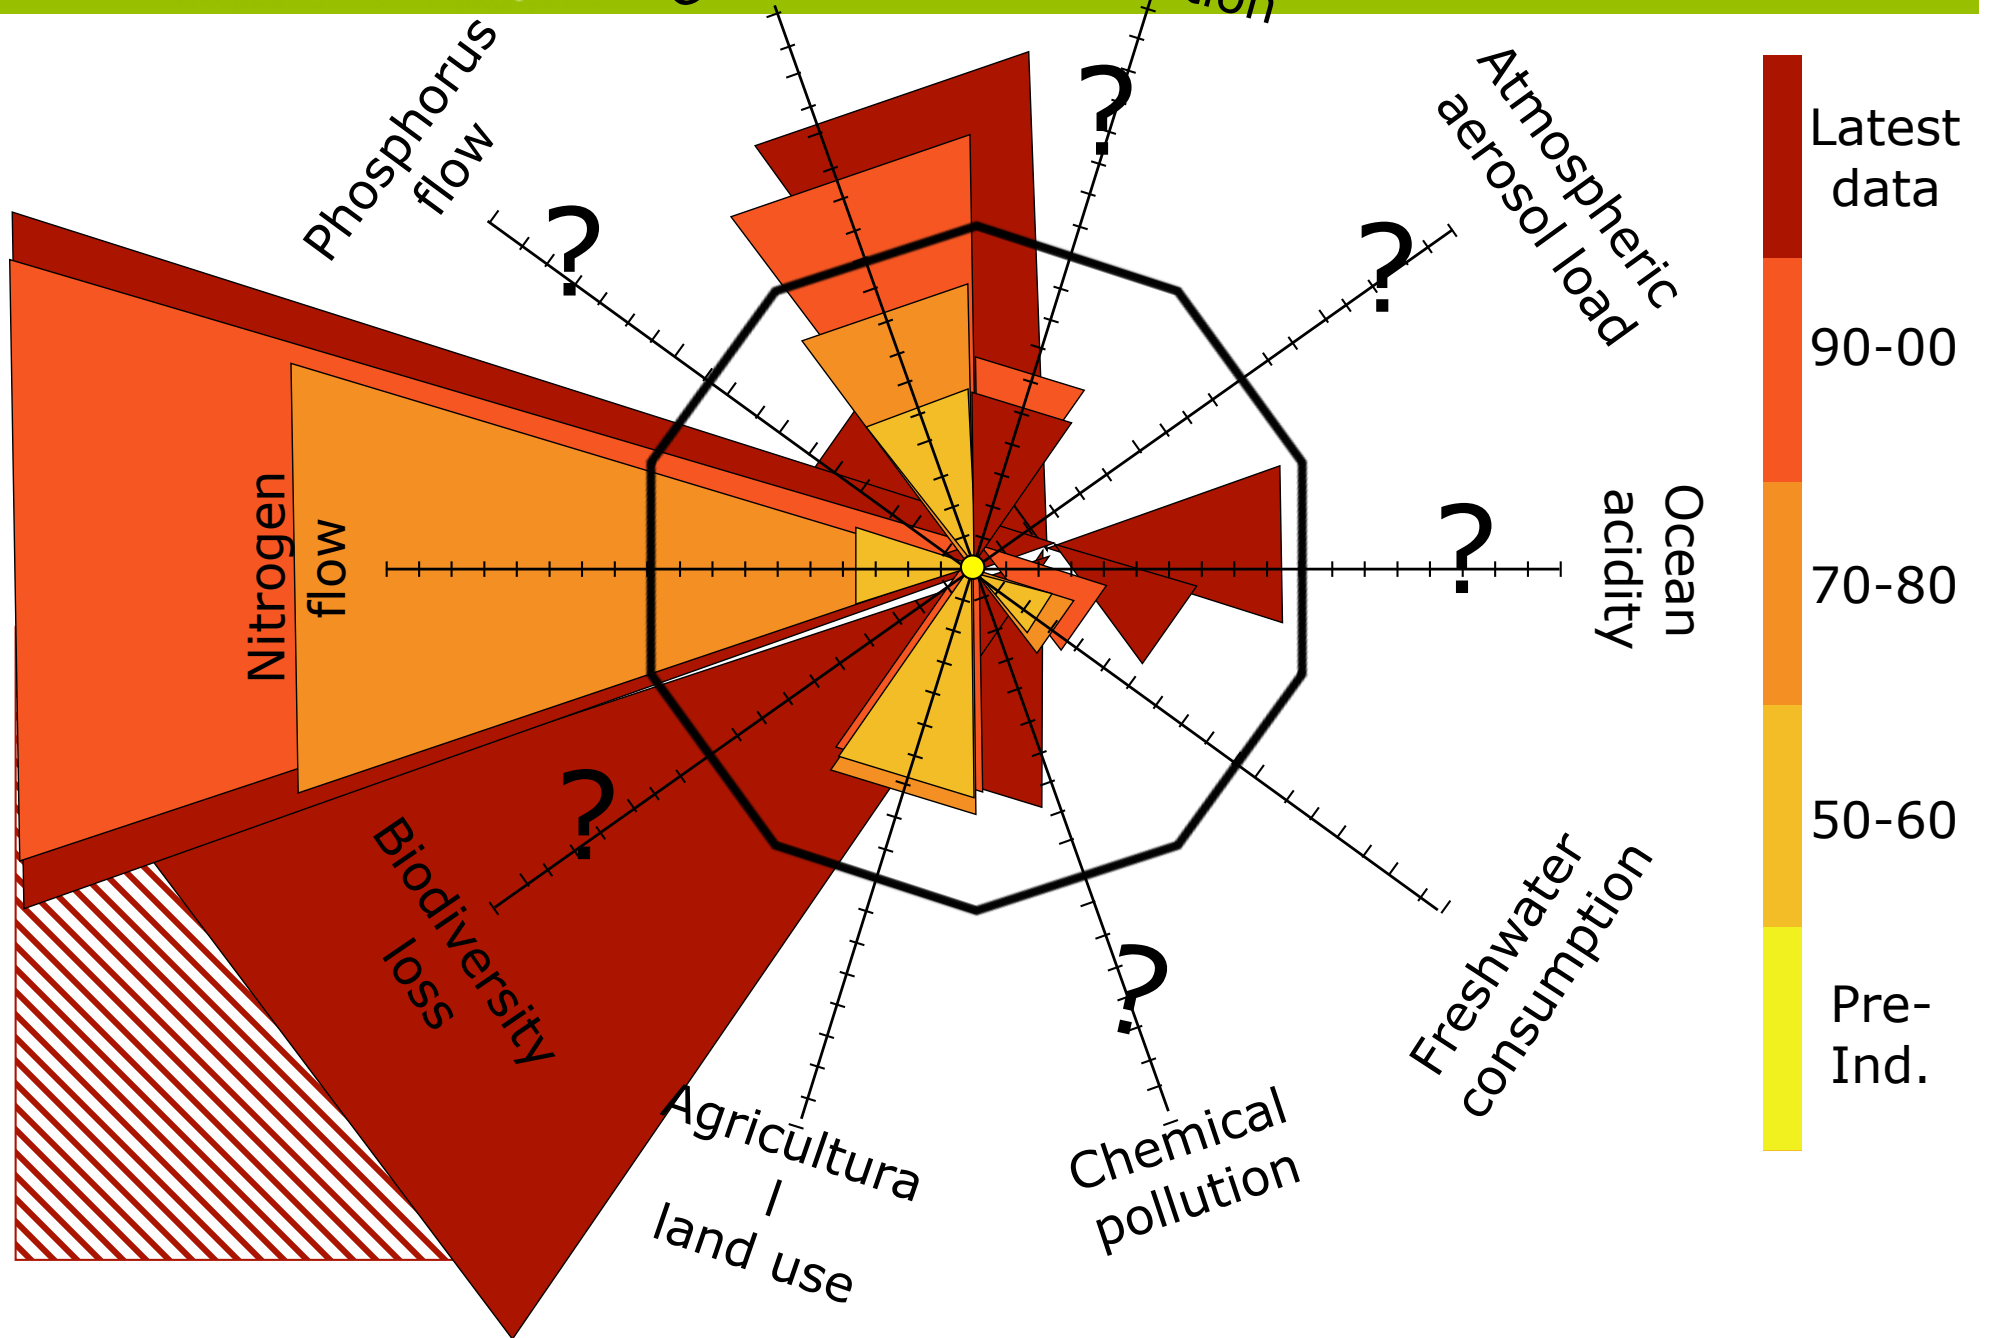 Phosphorus
flow
?
?
Atmospheric
aerosol load
?
Ocean
acidity
?
Nitrogen
flow
Biodiversity
loss
?
Agricultura
l
land use
Chemical
pollution
?
Freshwater
consumption
Latest
data
90-00
70-80
50-60
Pre-
Ind.